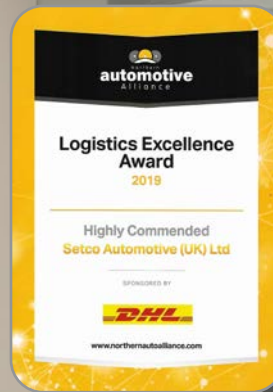 northern
automotive
Alliance
Logistics Excellence
Award
2019
Highly Commended
Setco Automotive (UK) Ltd
SPONSORED BY
DHL
www.northernautoalliance.com